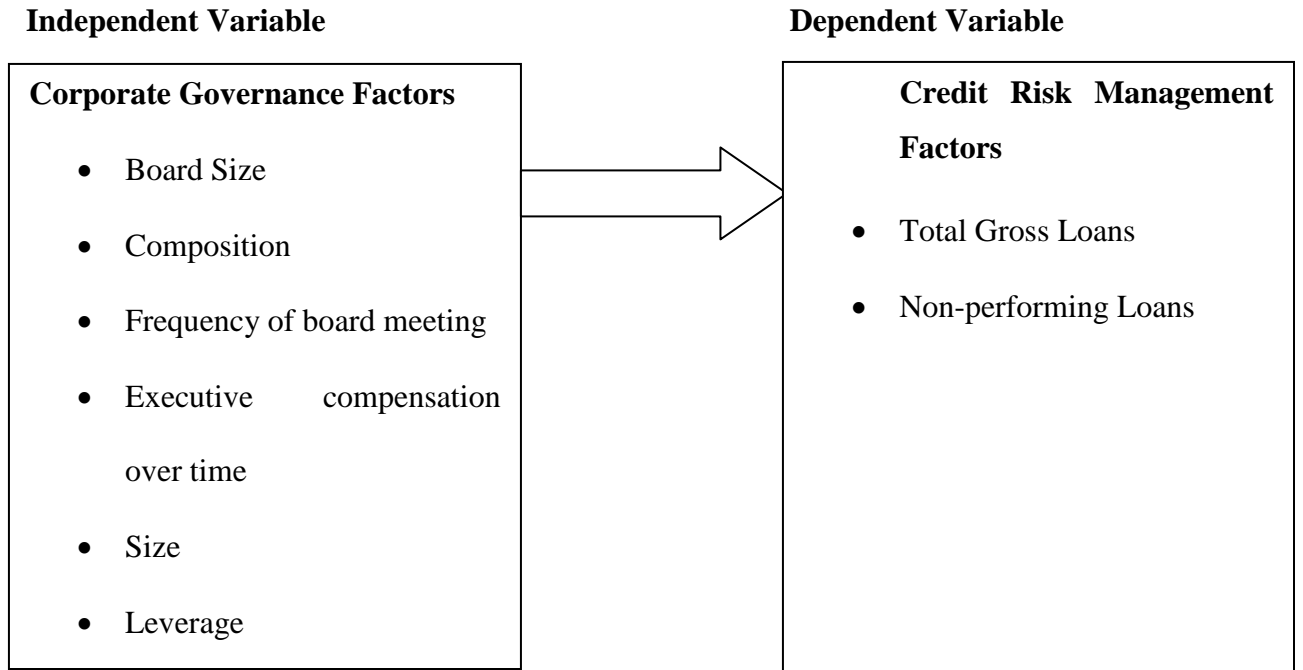 Independent Variable
Corporate Governance Factors
• Board Size
• Composition
• Frequency of board meeting
• Executive compensation
over time
• Size
• Leverage
Dependent Variable
Credit Risk Management
Factors
• Total Gross Loans
• Non-performing Loans